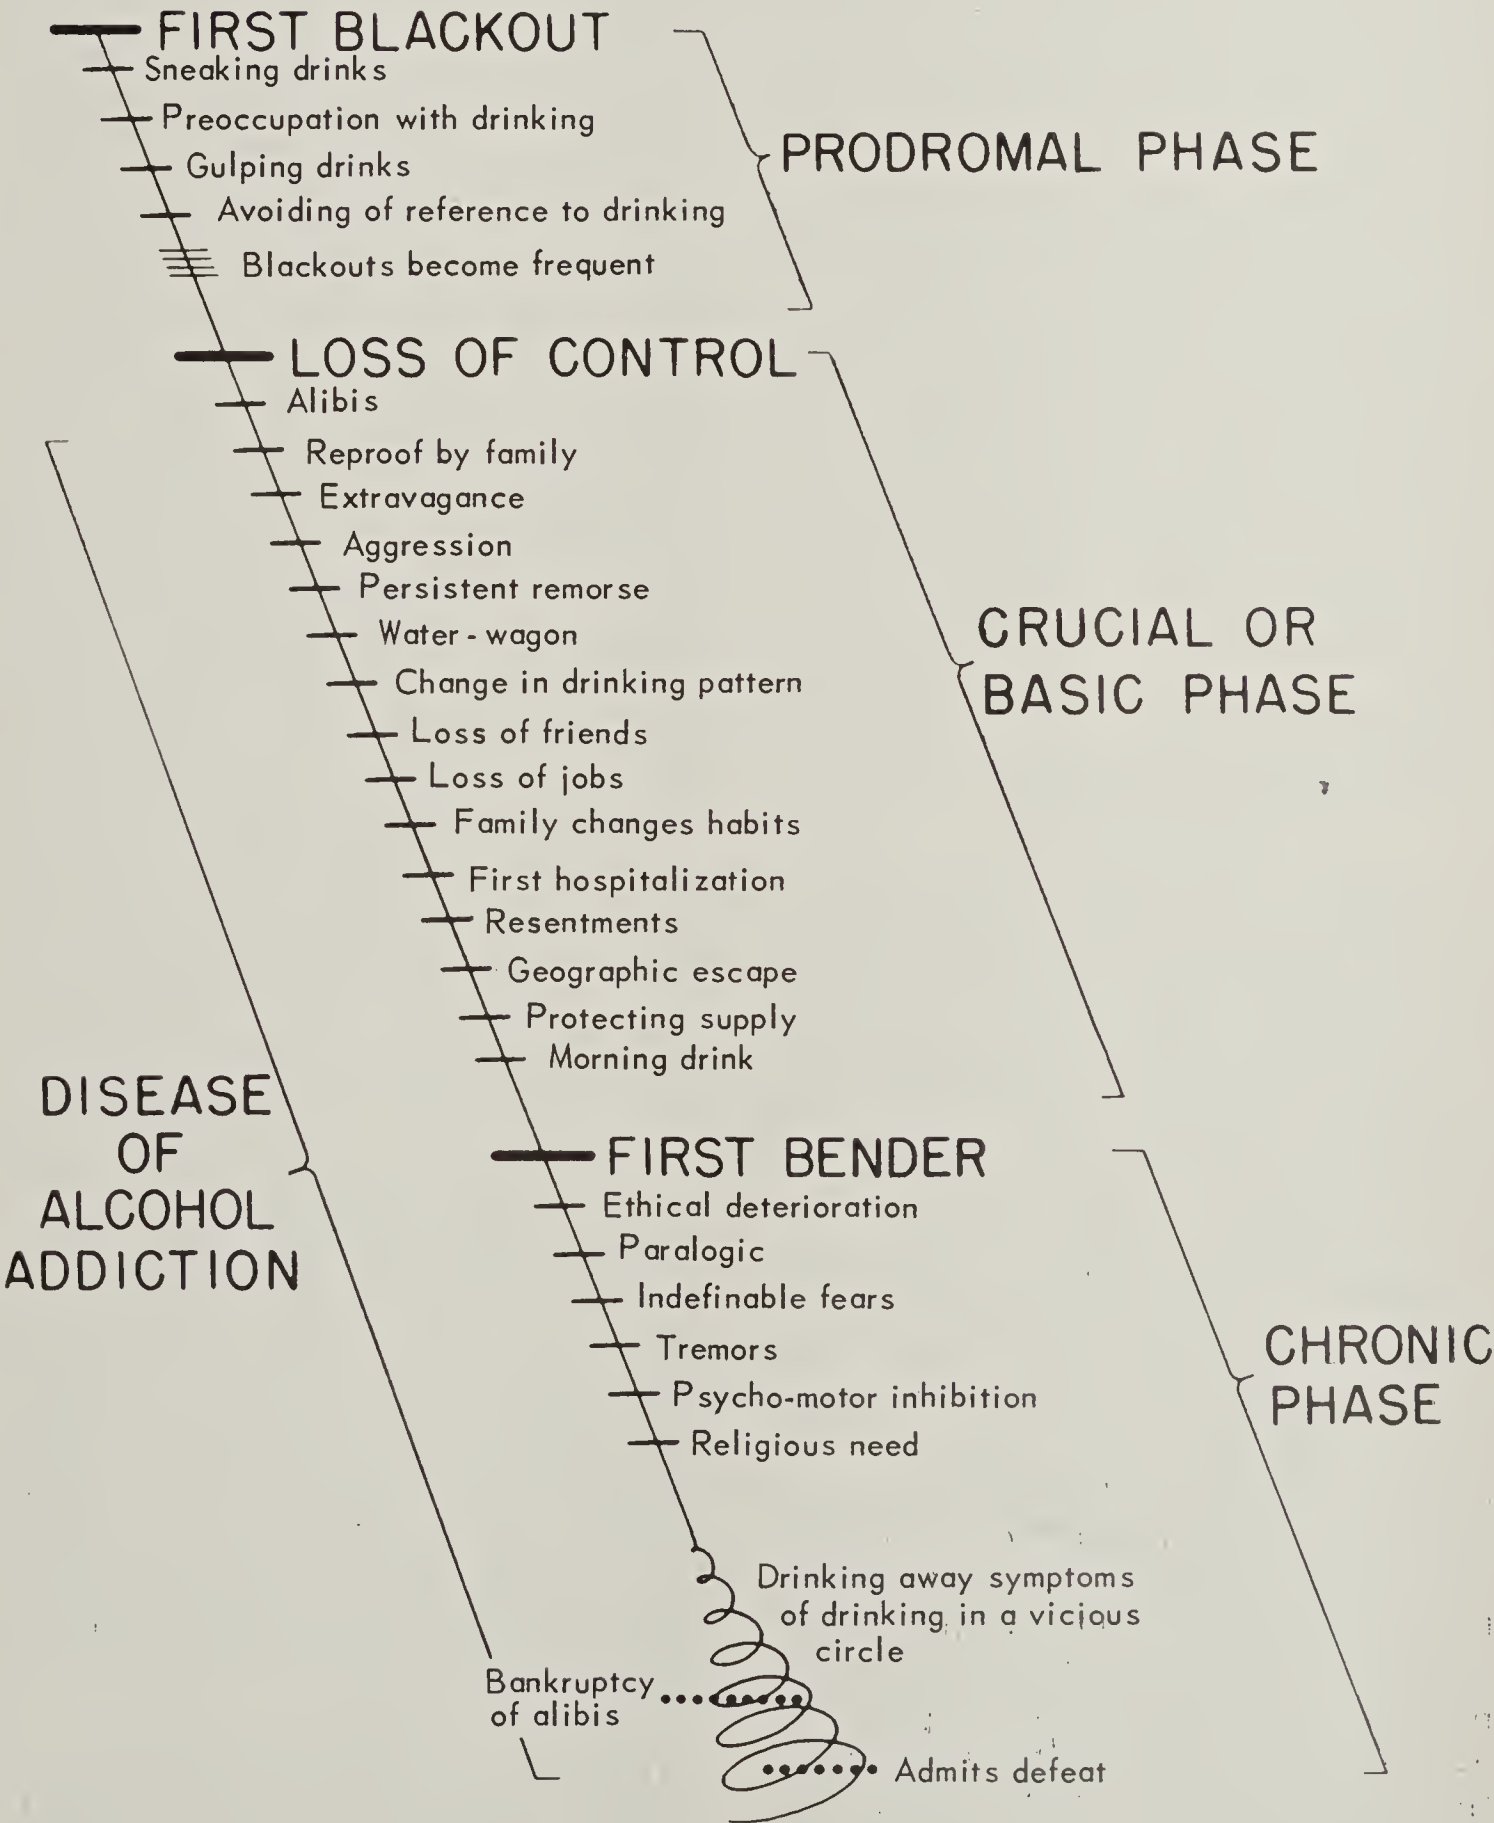 FIRST BLACKOUT
Sneaking drinks
Preoccupation with drinking
Gulping drinks
Avoiding of reference to drinking
Blackouts become frequent
PRODROMAL PHASE
LOSS OF CONTROL
Alibis
Reproof by family
Extravagance
Aggression
Persistent remorse
Water - wagon
Change in drinking pattern
Loss of friends
Loss of jobs
Family changes habits
First hospitalization
Resentments
Geographic escape
Protecting supply
Morning drink
CRUCIAL OR
BASIC PHASE
DISEASE
OF
ALCOHOL
ADDICTION
FIRST BENDER
Ethical deterioration
Paralogic
Indefinable fears
Tremors
Psycho-motor inhibition
Religious need
CHRONIC
PHASE
Drinking away symptoms
of drinking in a vicious
circle
Bankruptcy
of alibis
Admits defeat